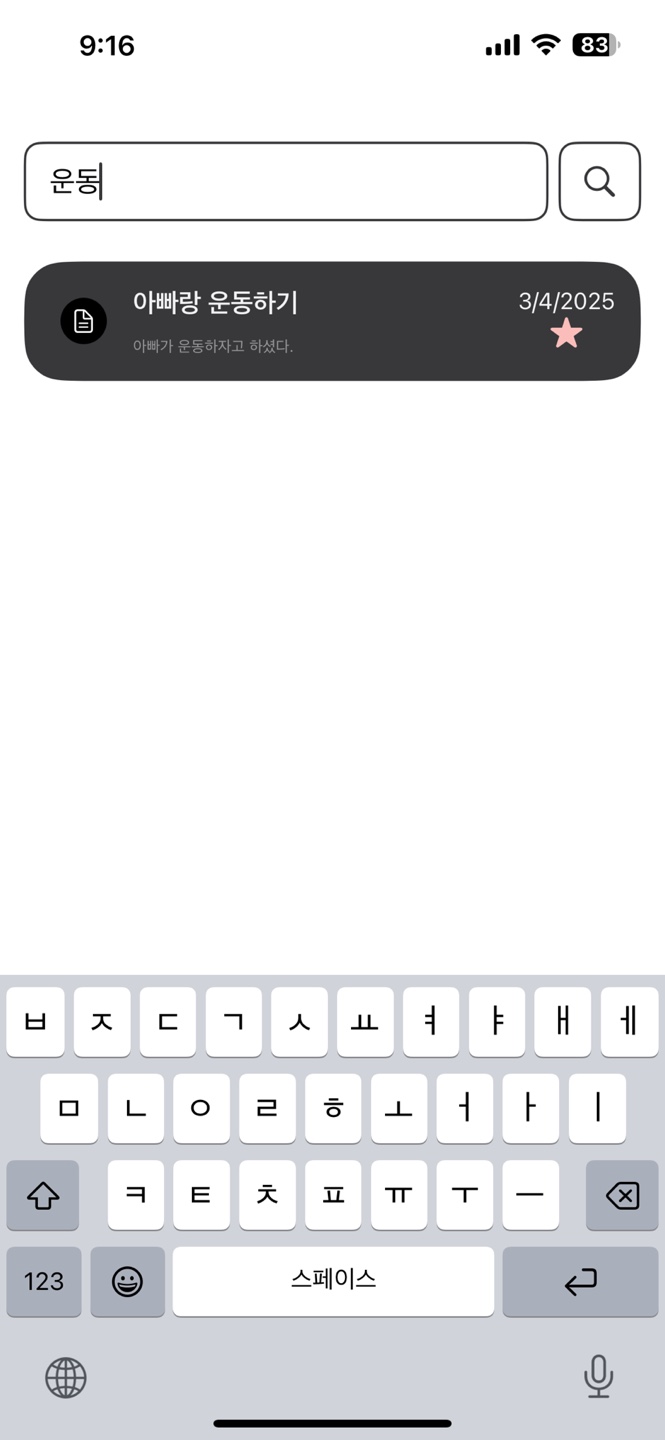 9:16
83
운동
아빠랑 운동하기
3/4/2025
아빠가 운동하자고 하셨다.
ㅂ ㅈ ㄷ ㄱ ㅅ ㅛ ㅕ ㅑ ㅐ ㅔ
ㅁ ㄴ ㅇ ㄹ ㅎ ㅗ ㅓ ㅏ ㅣ
ㅋ ㅌ ㅊ ㅍ ㅠ ㅜ ㅡ
123 스페이스